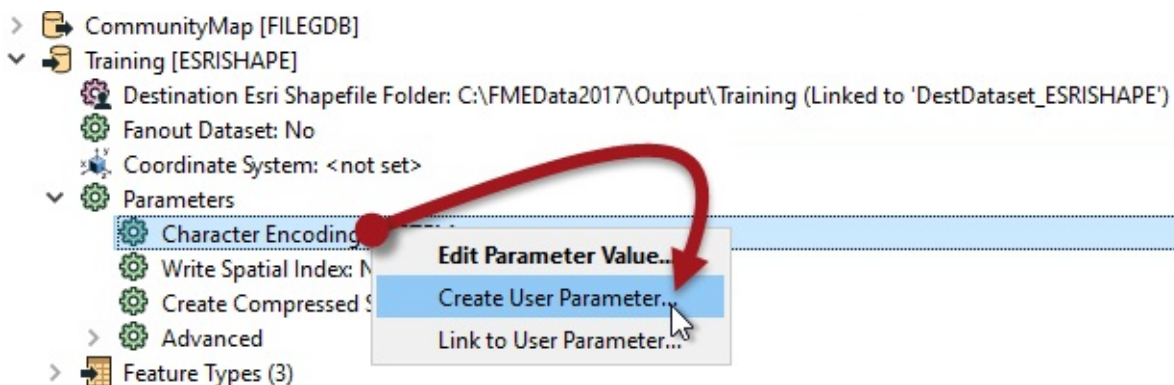 CommunityMap [FILEGDB]
Training [ESRISHAPE]
Destination Esri Shapefile Folder: C:\FMEData2017\Output\Training (Linked to 'DestDataset_ESRISHAPE')
Fanout Dataset: No
Coordinate System: <not set>
Parameters
Character Encoding
Write Spatial Index:
Create Compressed
Advanced
Feature Types (3)
Edit Parameter Value...
Create User Parameter...
Link to User Parameter...